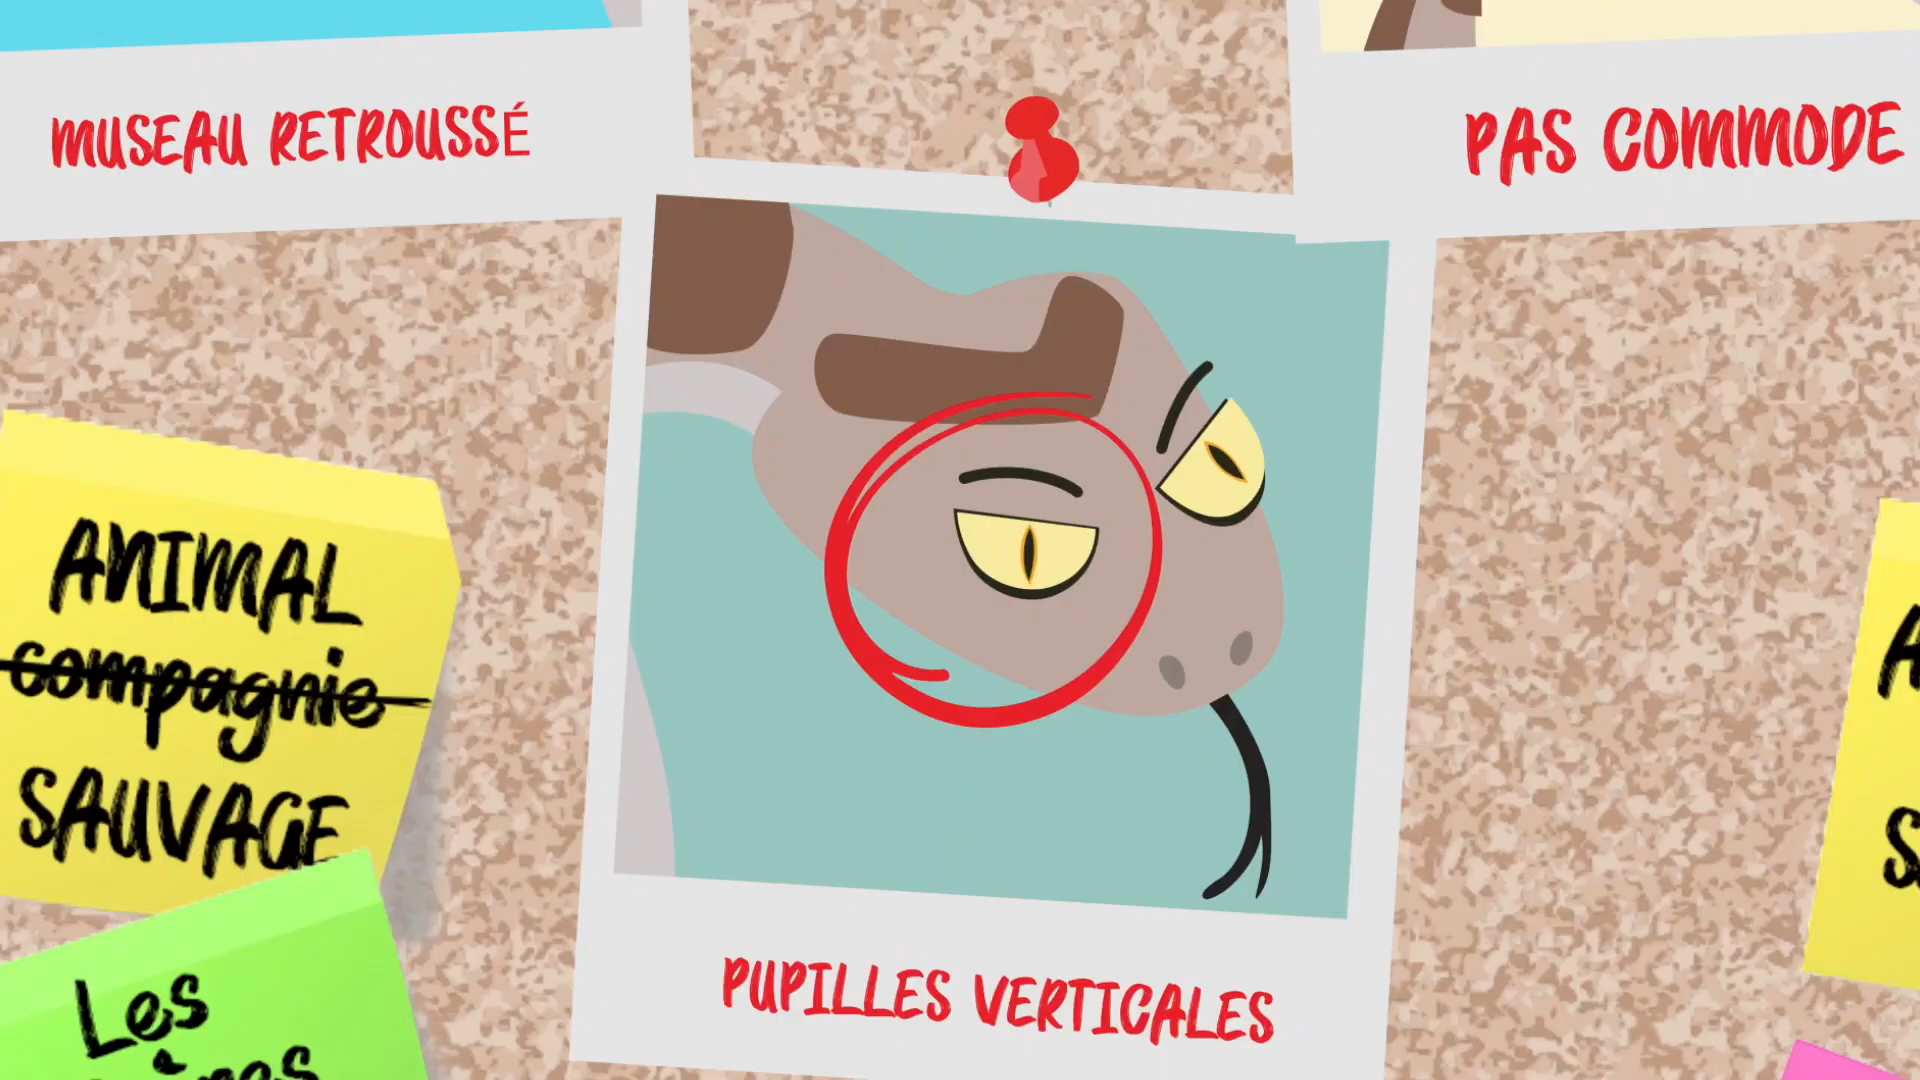 MUSEAU RETROUSSÉ
PAS COMMODE
ANIMAL
compagnie
SAUVAGE
Les
PUPILLES VERTICALES